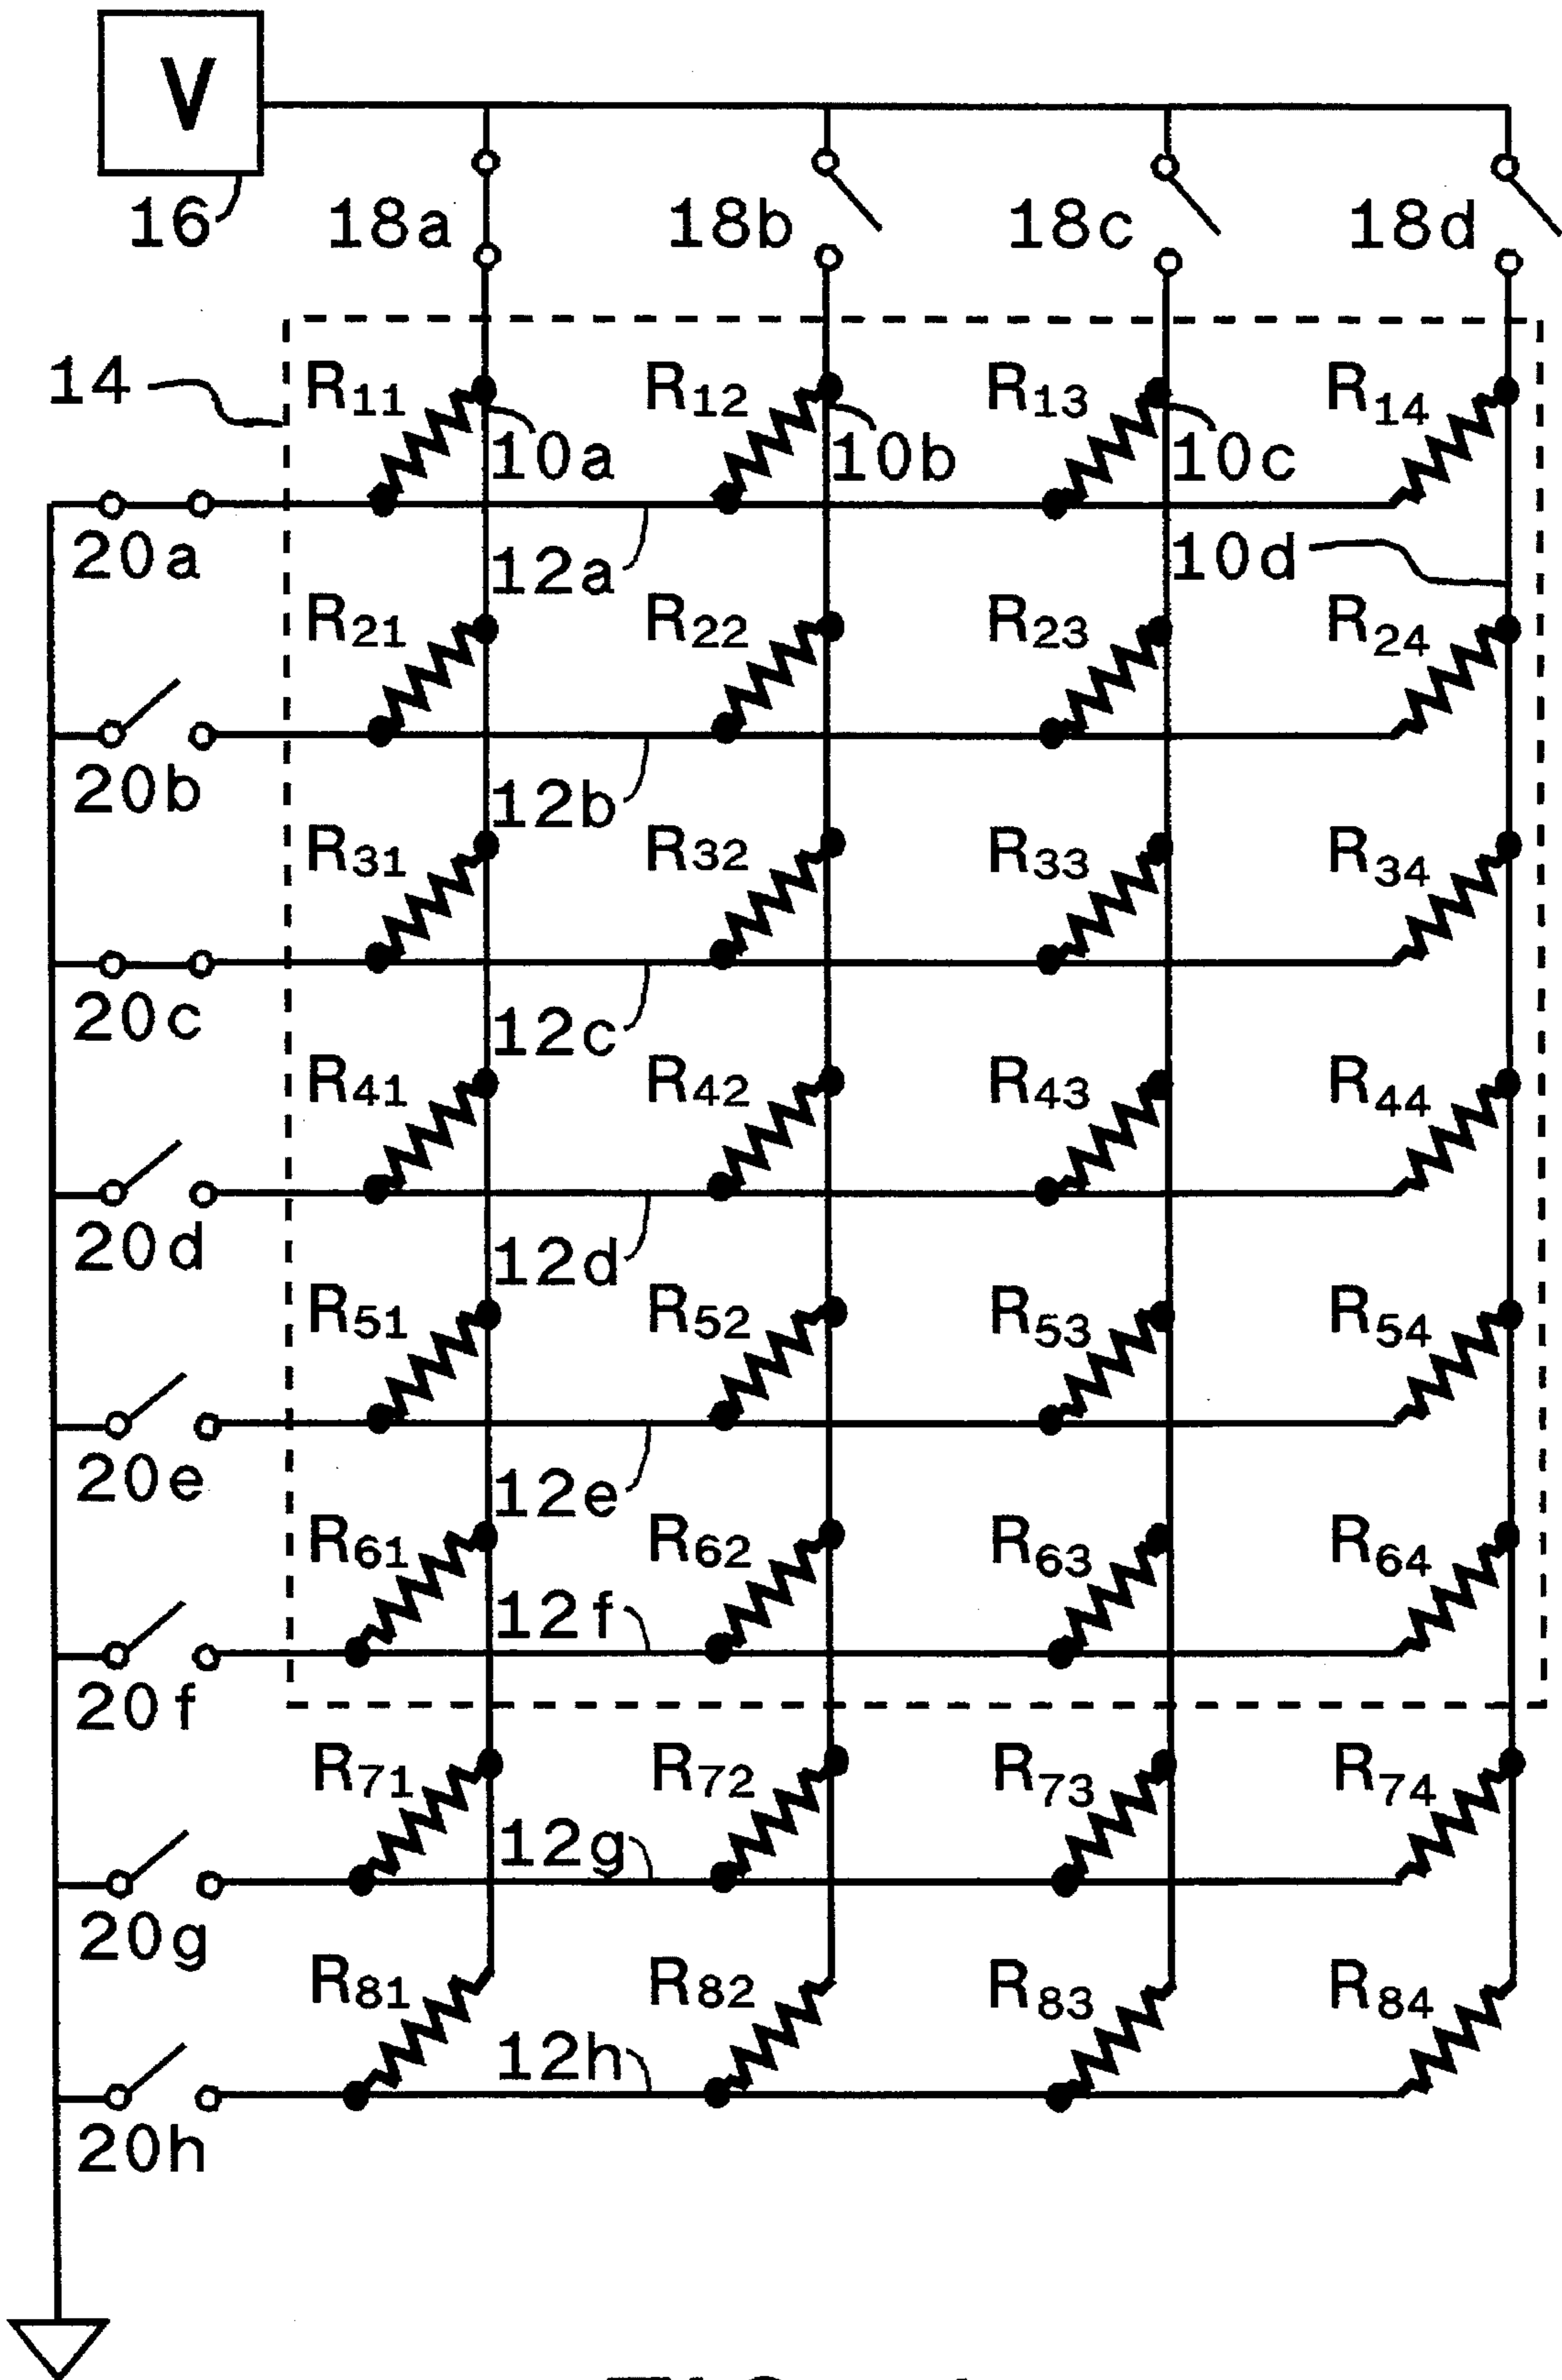 V
16 18a 18b 18c 18d
14 R11 R12 R13 R14
10a 10b 10c
20a 12a 10d
R21 R22 R23 R24
20b 12b
R31 R32 R33 R34
20c 12c
R41 R42 R43 R44
20d 12d
R51 R52 R53 R54
20e 12e
R61 R62 R63 R64
12f
20f
R71 R72 R73 R74
12g
20g
R81 R82 R83 R84
12h
20h